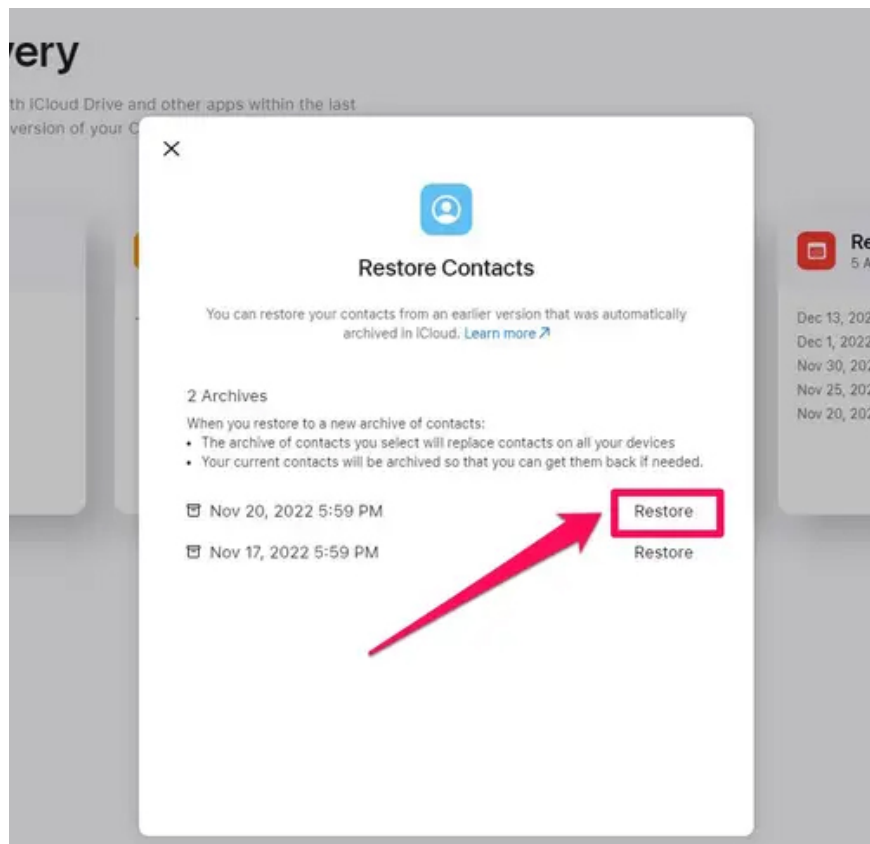 very
th iCloud Drive and other apps within the last
version of your C
Restore Contacts
You can restore your contacts from an earlier version that was automatically
archived in iCloud. Learn more
2 Archives
When you restore to a new archive of contacts:
• The archive of contacts you select will replace contacts on all your devices
• Your current contacts will be archived so that you can get them back if needed.
Nov 20, 2022 5:59 PM Restore
Nov 17, 2022 5:59 PM Restore
Re
5 A
Dec 13, 202
Dec 1, 2022
Nov 30, 202
Nov 25, 202
Nov 20, 202